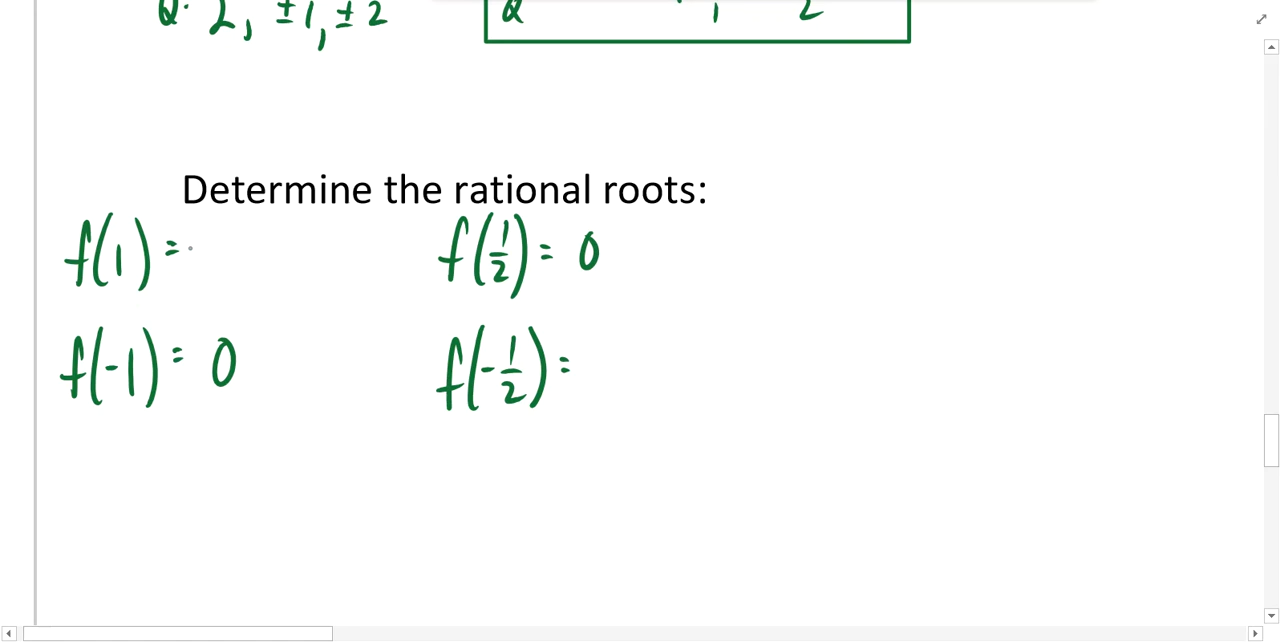 Q: 2, ±1, ±2
Q 1 2
Determine the rational roots:
f(1) = f(1/2) = 0
f(-1) = 0 f(-1/2) =